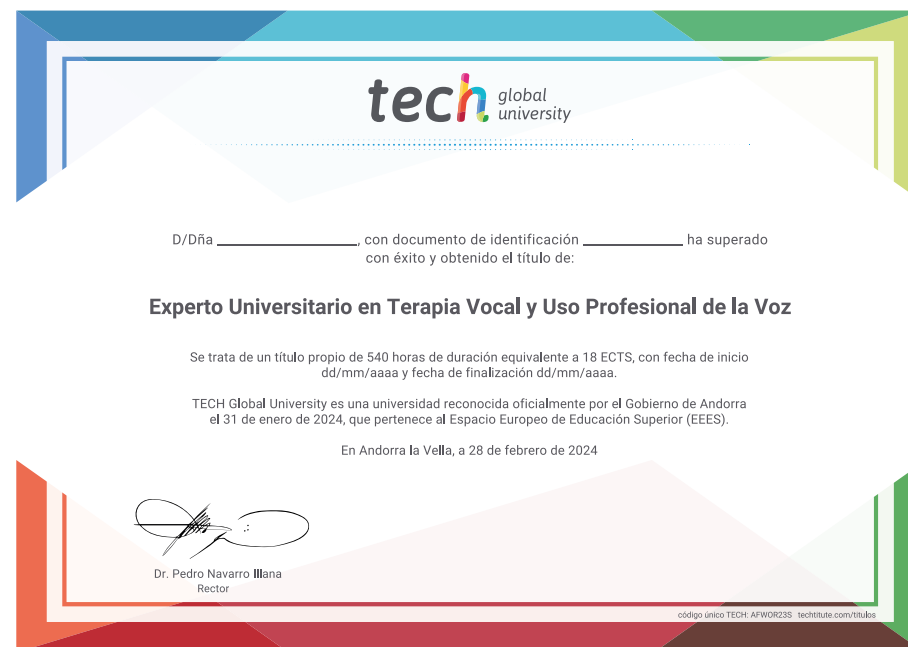 tech global university
D/Dña ____________, con documento de identificación ____________ ha superado
con éxito y obtenido el título de:
Experto Universitario en Terapia Vocal y Uso Profesional de la Voz
Se trata de un título propio de 540 horas de duración equivalente a 18 ECTS, con fecha de inicio
dd/mm/aaaa y fecha de finalización dd/mm/aaaa.
TECH Global University es una universidad reconocida oficialmente por el Gobierno de Andorra
el 31 de enero de 2024, que pertenece al Espacio Europeo de Educación Superior (EEES).
En Andorra la Vella, a 28 de febrero de 2024
Dr. Pedro Navarro Illana
Rector
código único TECH: AFWOR23S techtitute.com/titulos